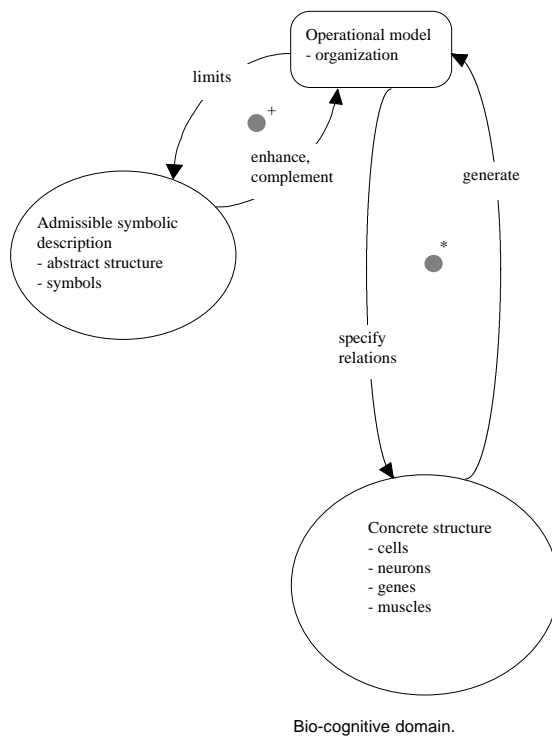 Operational model
- organization
limits
+
enhance,
complement
generate
Admissible symbolic
description
- abstract structure
- symbols
*
specify
relations
Concrete structure
- cells
- neurons
- genes
- muscles
Bio-cognitive domain.